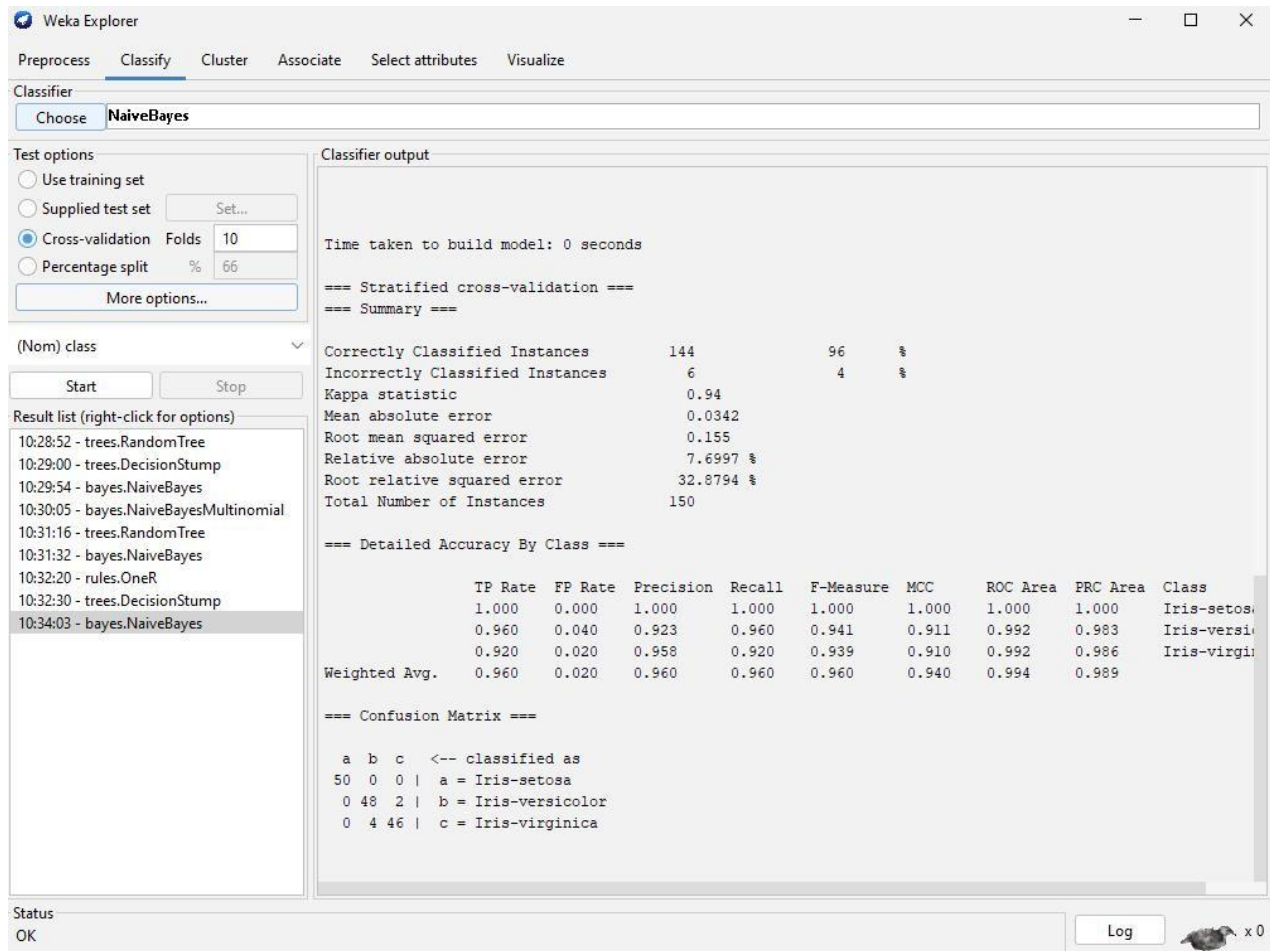 Weka Explorer
Preprocess Classify Cluster Associate Select attributes Visualize
Classifier
Choose NaiveBayes
Test options
Use training set
Supplied test set Set...
Cross-validation Folds 10
Percentage split % 66
More options...
(Nom) class
Start Stop
Result list (right-click for options)
10:28:52 - trees.RandomTree
10:29:00 - trees.DecisionStump
10:29:54 - bayes.NaiveBayes
10:30:05 - bayes.NaiveBayesMultinomial
10:31:16 - trees.RandomTree
10:31:32 - bayes.NaiveBayes
10:32:20 - rules.OneR
10:32:30 - trees.DecisionStump
10:34:03 - bayes.NaiveBayes
Classifier output
Time taken to build model: 0 seconds
=== Stratified cross-validation ===
=== Summary ===
Correctly Classified Instances 144 96 %
Incorrectly Classified Instances 6 4 %
Kappa statistic 0.94
Mean absolute error 0.0342
Root mean squared error 0.155
Relative absolute error 7.6997 %
Root relative squared error 32.8794 %
Total Number of Instances 150
=== Detailed Accuracy By Class ===
TP Rate FP Rate Precision Recall F-Measure MCC ROC Area PRC Area Class
1.000 0.000 1.000 1.000 1.000 1.000 1.000 1.000 Iris-setos
0.960 0.040 0.923 0.960 0.941 0.911 0.992 0.983 Iris-versi
0.920 0.020 0.958 0.920 0.939 0.910 0.992 0.986 Iris-virgi
Weighted Avg. 0.960 0.020 0.960 0.960 0.960 0.940 0.994 0.989
=== Confusion Matrix ===
a b c <-- classified as
50 0 0 | a = Iris-setosa
0 48 2 | b = Iris-versicolor
0 4 46 | c = Iris-virginica
Status
OK
Log
x 0